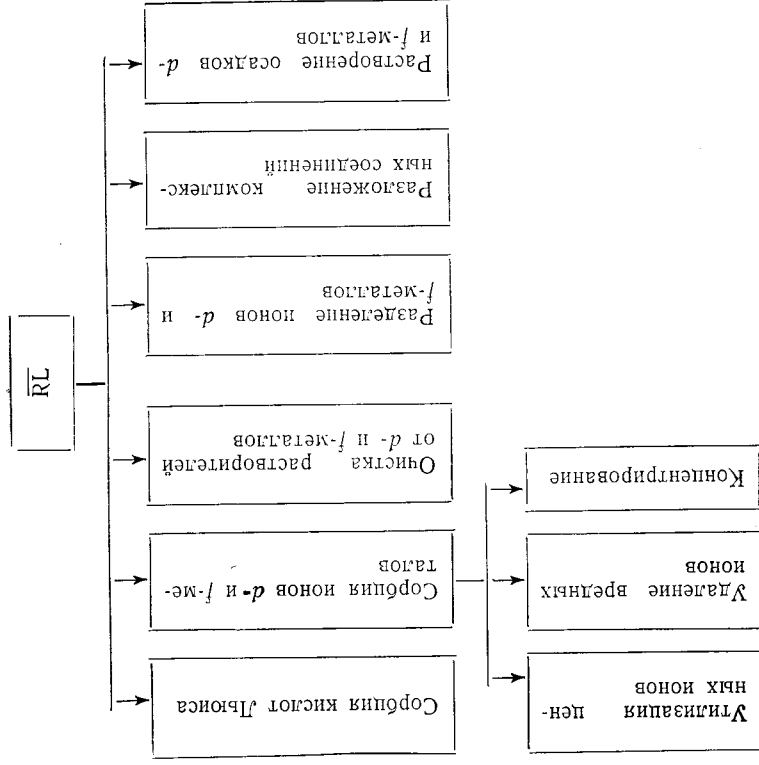 R̅L̅
Сорбция кислот Льюиса
Сорбция ионов d- и f-ме-
таллов
Очистка растворителей
от d- и f-металлов
Разделение ионов d- и
f-металлов
Разложение комплекс-
ных соединений
Растворение осадков d-
и f-металлов
Утилизация цен-
ных ионов
Удаление вредных
ионов
Концентрирование